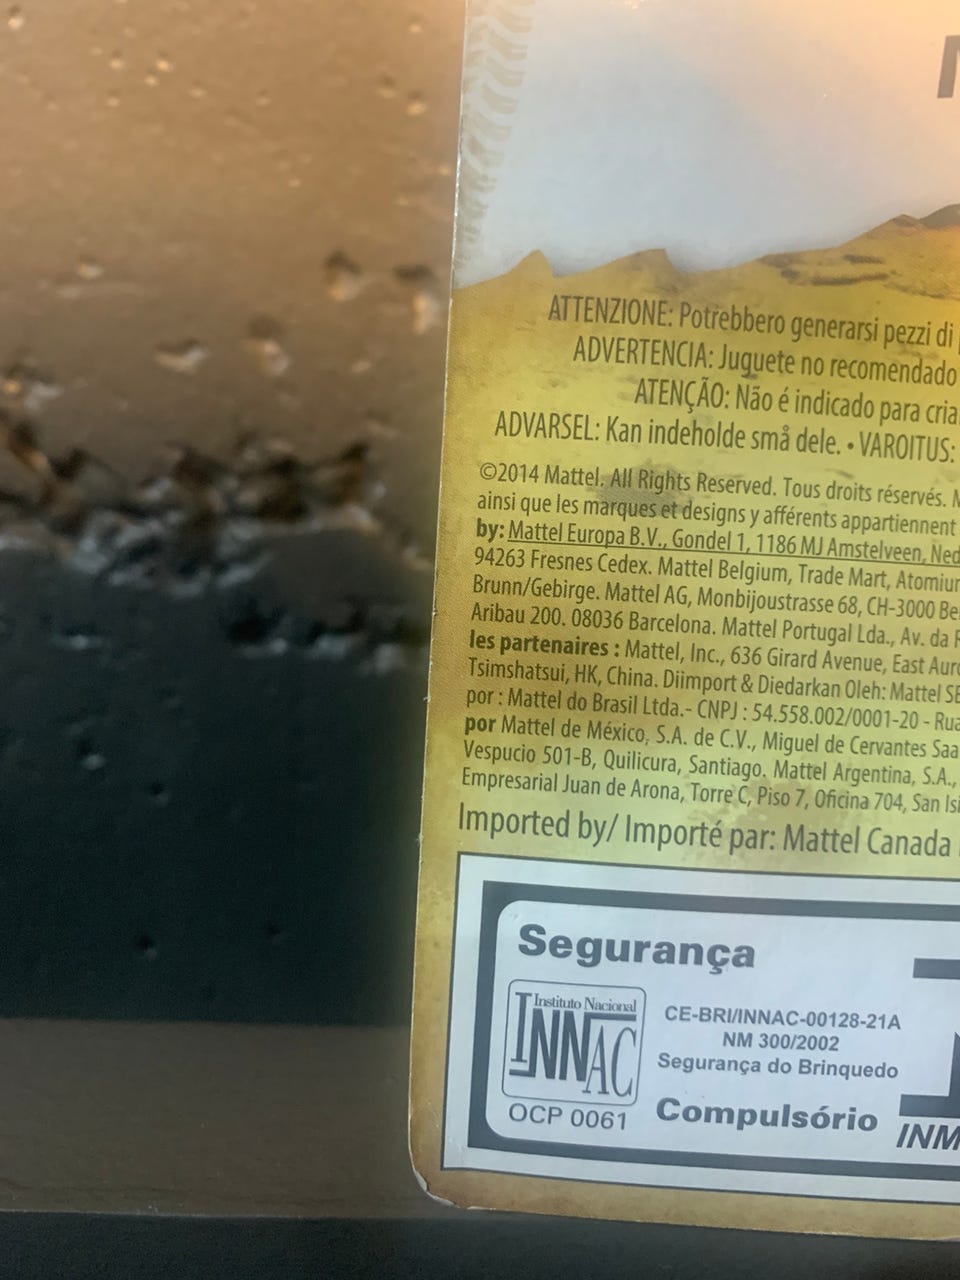 ATTENZIONE: Potrebbero generarsi pezzi di
ADVERTENCIA: Juguete no recomendado
ATENÇÃO: Não é indicado para
ADVARSEL: Kan indeholde små dele. • VAROITUS:
©2014 Mattel. All Rights Reserved. Tous droits réservés.
ainsi que les marques et designs y afférents appartiennent
by: Mattel Europa B.V., Gondel 1, 1186 MJ Amstelveen,
94263 Fresnes Cedex. Mattel Belgium, Trade Mart,
Brunn/Gebirge. Mattel AG, Monbijoustrasse 68, CH-3000
Aribau 200. 08036 Barcelona. Mattel Portugal Lda., Av. da
les partenaires : Mattel, Inc., 636 Girard Avenue, East
Tsimshatsui, HK, China. Diimport & Diedarkan Oleh: Mattel
por : Mattel do Brasil Ltda.- CNPJ : 54.558.002/0001-20 - Rua
por Mattel de México, S.A. de C.V., Miguel de Cervantes
Vespucio 501-B, Quilicura, Santiago. Mattel Argentina, S.A.,
Empresarial Juan de Arona, Torre C, Piso 7, Oficina 704, San
Imported by/ Importé par: Mattel Canada
Segurança
Instituto Nacional
INNAC
OCP 0061
CE-BRI/INNAC-00128-21A
NM 300/2002
Segurança do Brinquedo
Compulsório